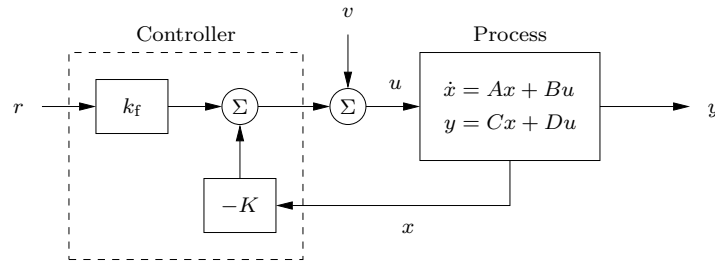 Controller
Process
v
r
k_f
Σ
Σ
u
ẋ = Ax + Bu
y = Cx + Du
y
−K
x